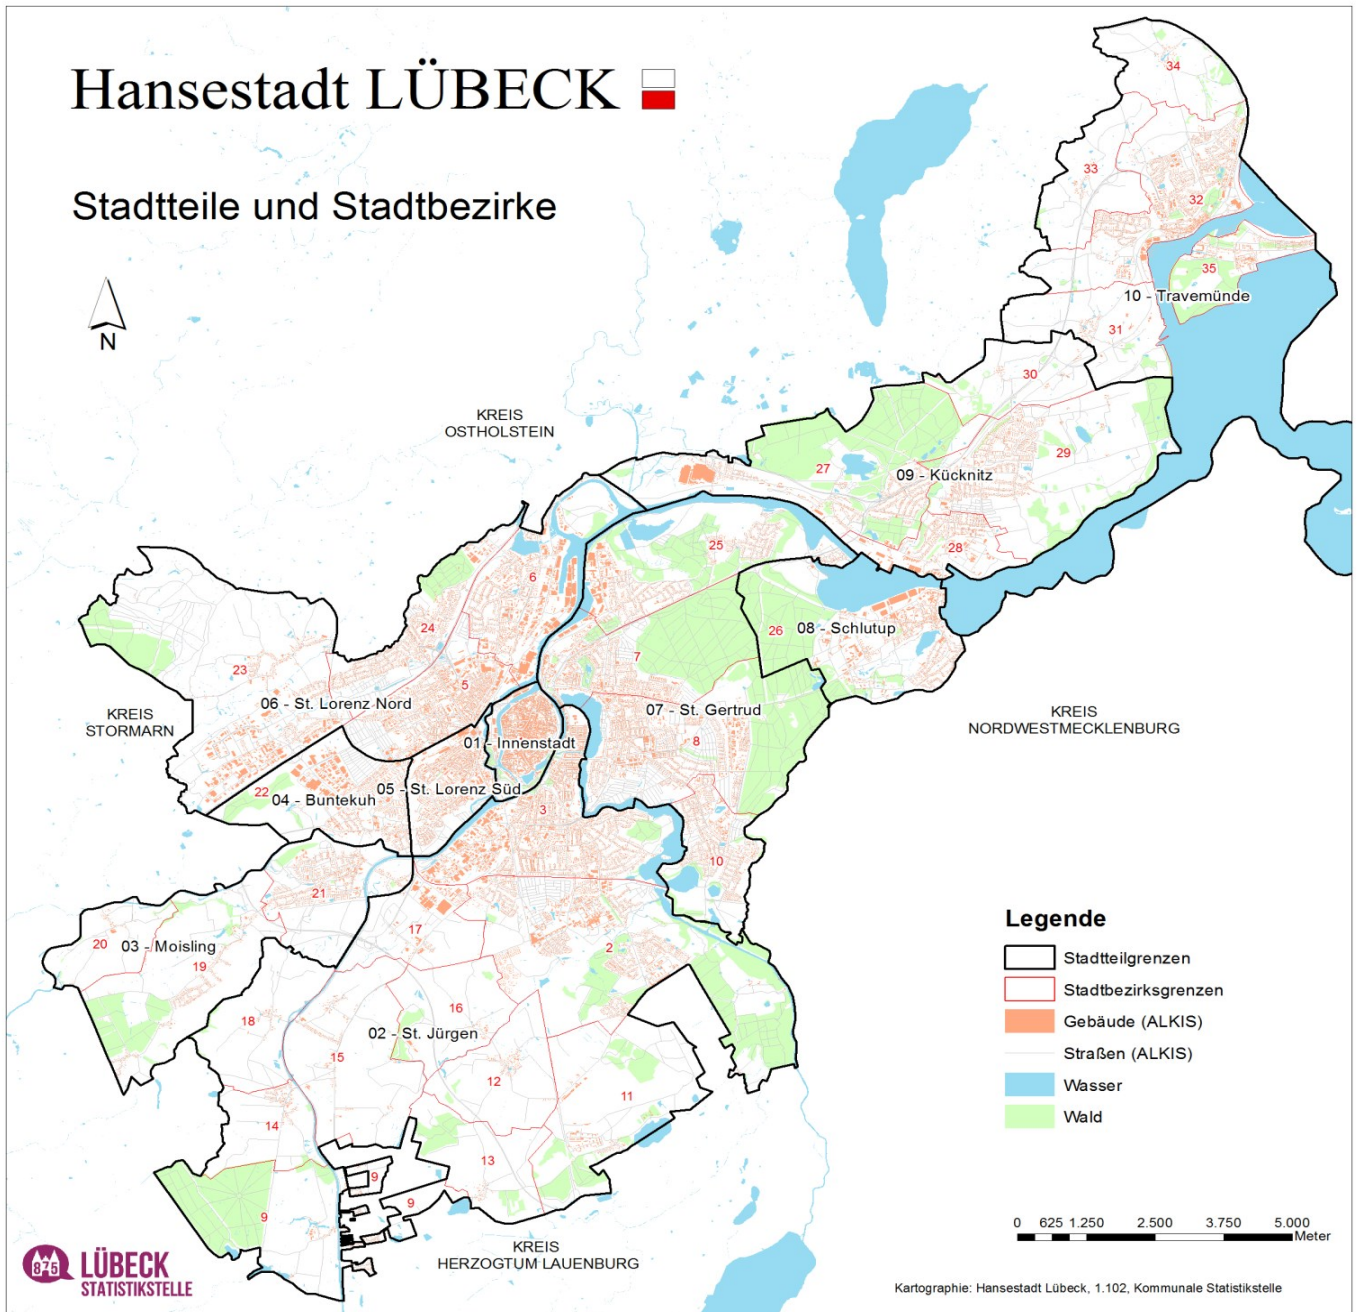 Hansestadt LÜBECK
Stadtteile und Stadtbezirke
N
34
33
32
35
10 - Travemünde
31
30
KREIS
OSTHOLSTEIN
29
27
09 - Kücknitz
28
25
6
24
26
08 - Schlutup
7
23
5
06 - St. Lorenz Nord
07 - St. Gertrud
KREIS
STORMARN
KREIS
NORDWESTMECKLENBURG
01 - Innenstadt
8
22
04 - Buntekuh
05 - St. Lorenz Süd
3
10
21
17
20
03 - Moisling
19
2
18
16
02 - St. Jürgen
15
12
11
14
13
9
9
9
KREIS
HERZOGTUM LAUENBURG
Legende
Stadtteilgrenzen
Stadtbezirksgrenzen
Gebäude (ALKIS)
Straßen (ALKIS)
Wasser
Wald
0 625 1.250 2.500 3.750 5.000
Meter
875
LÜBECK
STATISTIKSTELLE
Kartographie: Hansestadt Lübeck, 1.102, Kommunale Statistikstelle